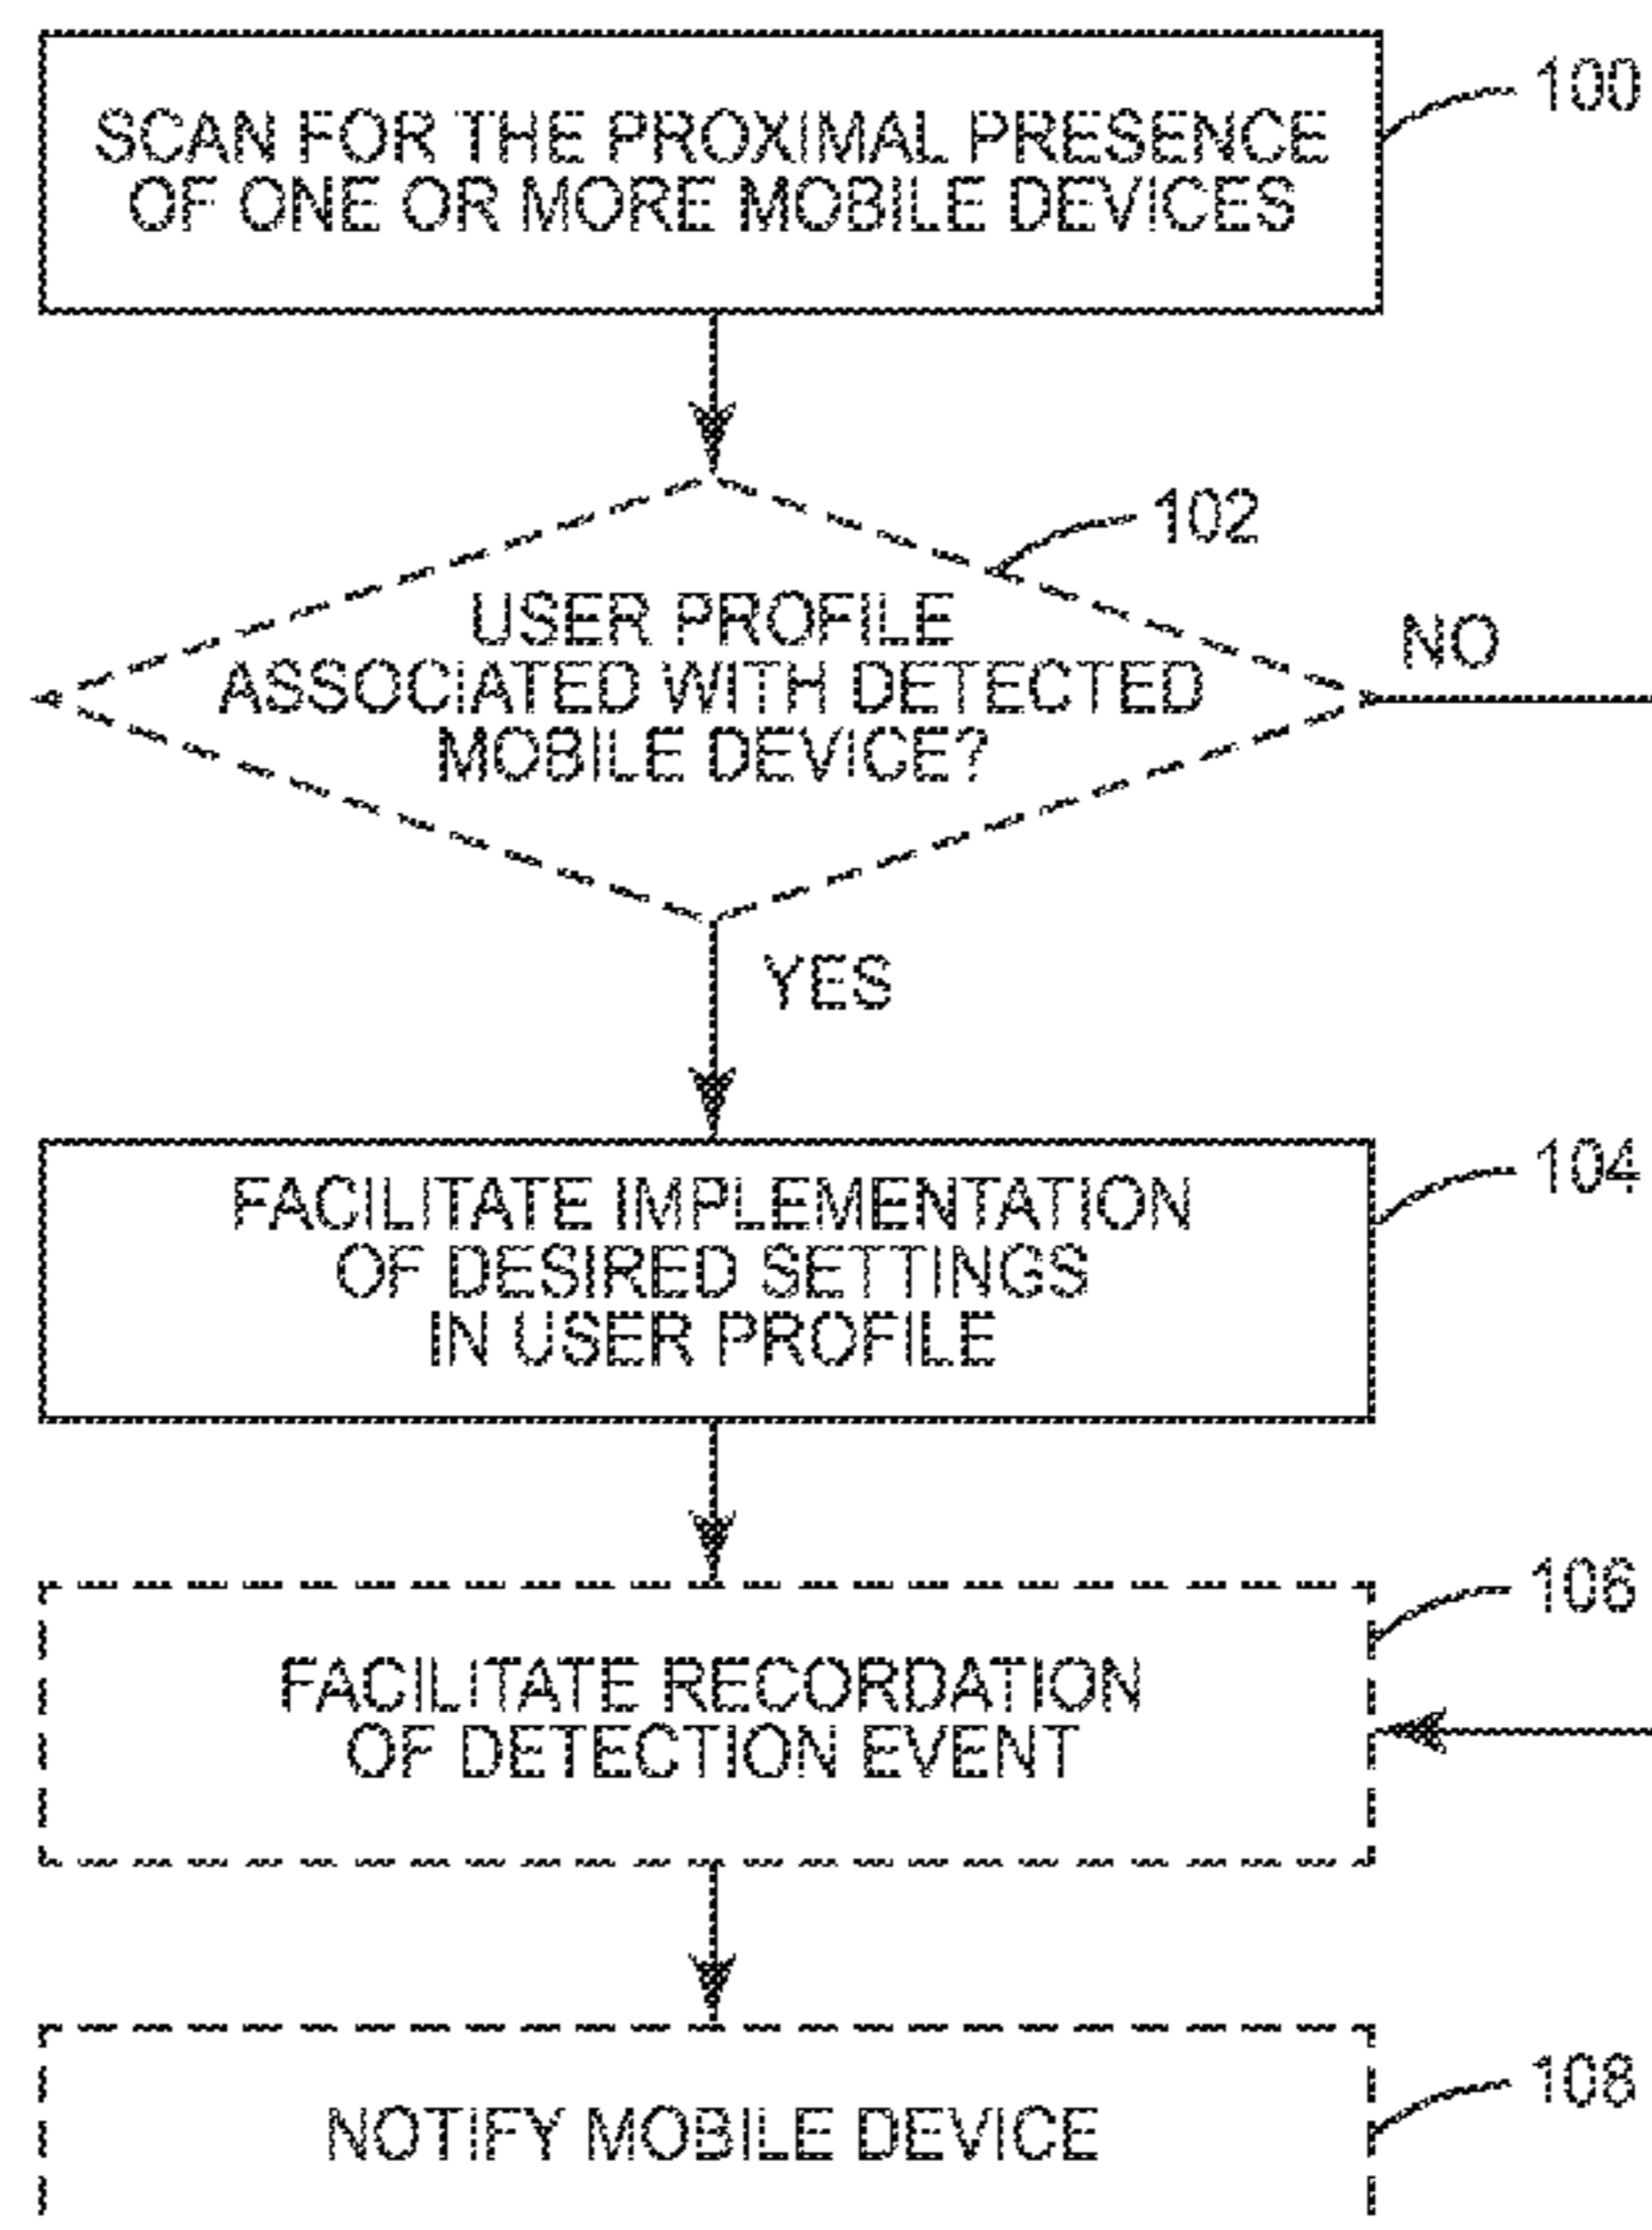 SCAN FOR THE PROXIMAL PRESENCE
OF ONE OR MORE MOBILE DEVICES
100
102
USER PROFILE
ASSOCIATED WITH DETECTED
MOBILE DEVICE?
NO
YES
FACILITATE IMPLEMENTATION
OF DESIRED SETTINGS
IN USER PROFILE
104
FACILITATE RECORDATION
OF DETECTION EVENT
106
NOTIFY MOBILE DEVICE
108